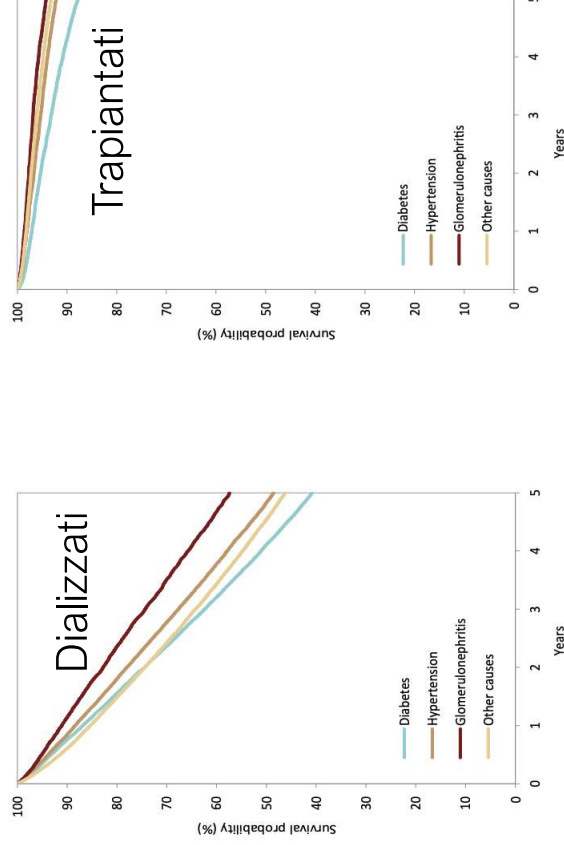 Dializzati
100
90
80
70
60
50
40
30
20
10
0
Survival probability (%)
Diabetes
Hypertension
Glomerulonephritis
Other causes
0 1 2 3 4 5
Years
Trapiantati
100
90
80
70
60
50
40
30
20
10
0
Survival probability (%)
Diabetes
Hypertension
Glomerulonephritis
Other causes
0 1 2 3 4 5
Years